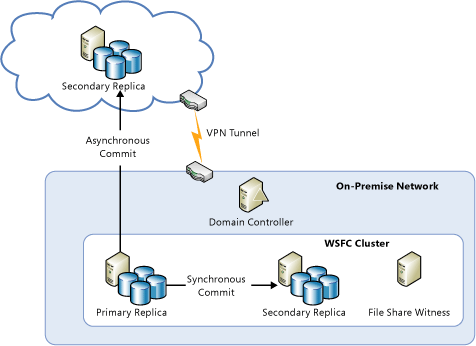 Secondary Replica
Asynchronous
Commit
VPN Tunnel
On-Premise Network
Domain Controller
WSFC Cluster
Synchronous
Commit
Primary Replica
Secondary Replica
File Share Witness